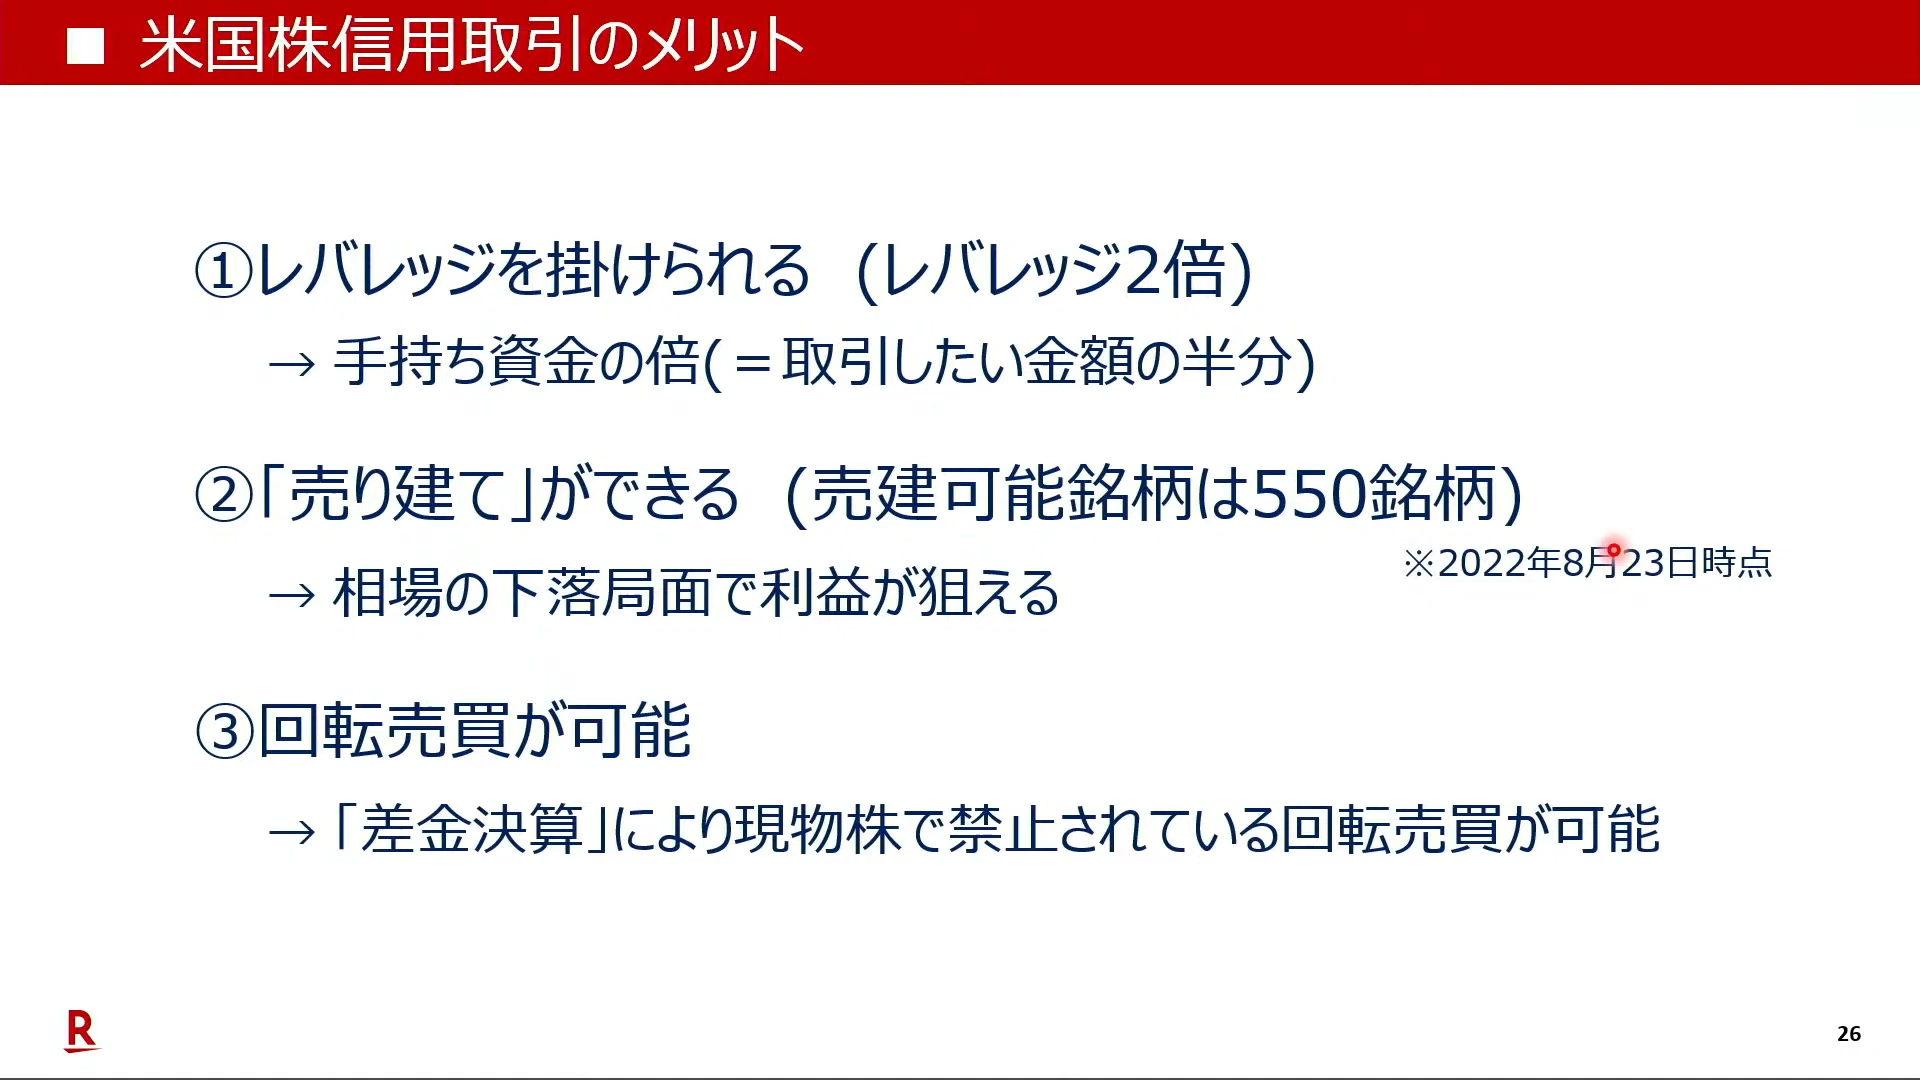 ■ 米国株信用取引のメリット
①レバレッジを掛けられる (レバレッジ2倍)
→ 手持ち資金の倍(=取引したい金額の半分)
②「売り建て」ができる (売建可能銘柄は550銘柄)
※2022年8月23日時点
→ 相場の下落局面で利益が狙える
③回転売買が可能
→「差金決算」により現物株で禁止されている回転売買が可能
R
26